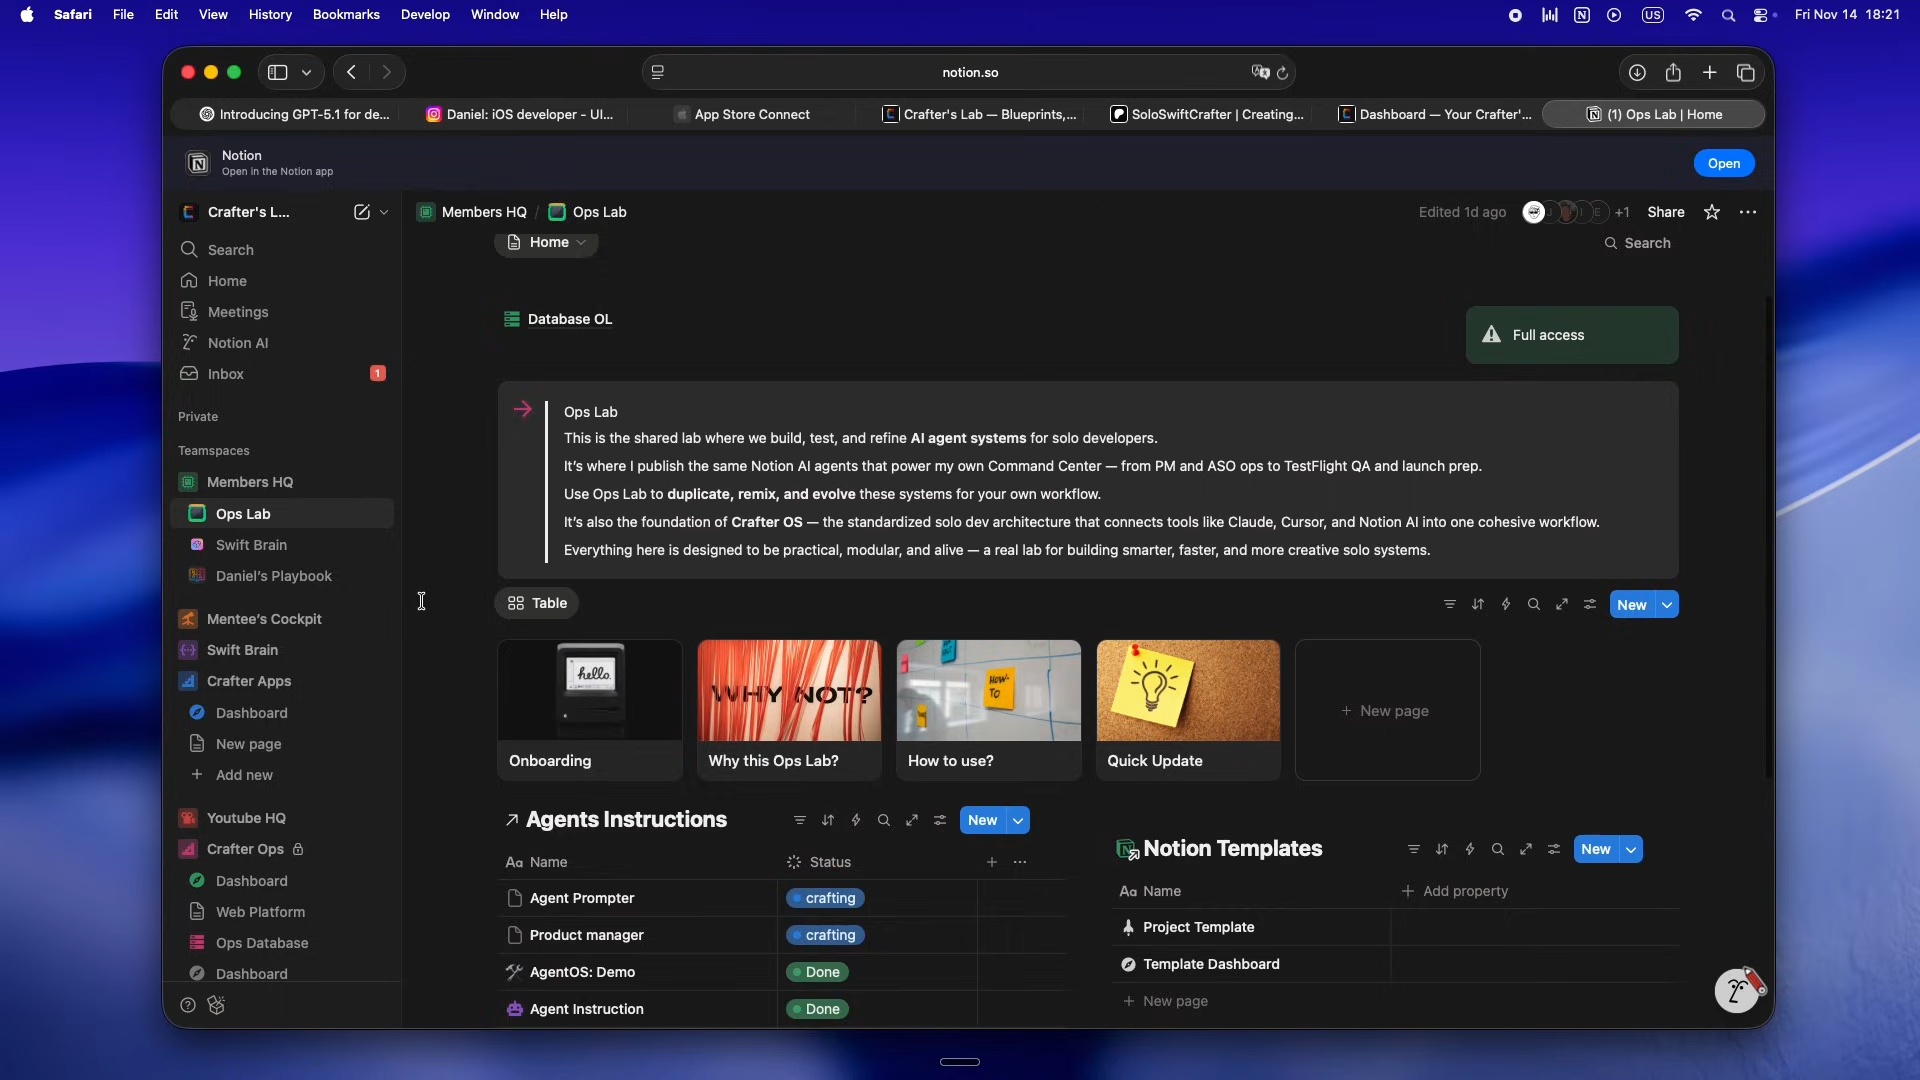 Safari File Edit View History Bookmarks Develop Window Help
US Fri Nov 14 18:21
notion.so
Introducing GPT-5.1 for de...
Daniel: iOS developer - UI...
App Store Connect
Crafter's Lab — Blueprints,...
SoloSwiftCrafter | Creating...
Dashboard — Your Crafter'...
(1) Ops Lab | Home
Notion
Open in the Notion app
Open
Crafter's L...
Search
Home
Meetings
Notion AI
Inbox 1
Private
Teamspaces
Members HQ
Ops Lab
Swift Brain
Daniel's Playbook
Mentee's Cockpit
Swift Brain
Crafter Apps
Dashboard
New page
Add new
Youtube HQ
Crafter Ops
Dashboard
Web Platform
Ops Database
Dashboard
Members HQ / Ops Lab
Edited 1d ago
J E +1 Share
Home
Search
Database OL
Full access
Ops Lab
This is the shared lab where we build, test, and refine AI agent systems for solo developers.
It's where I publish the same Notion AI agents that power my own Command Center — from PM and ASO ops to TestFlight QA and launch prep.
Use Ops Lab to duplicate, remix, and evolve these systems for your own workflow.
It's also the foundation of Crafter OS — the standardized solo dev architecture that connects tools like Claude, Cursor, and Notion AI into one cohesive workflow.
Everything here is designed to be practical, modular, and alive — a real lab for building smarter, faster, and more creative solo systems.
Table
New
hello.
Onboarding
WHY NOT?
Why this Ops Lab?
HOW-
TO
How to use?
Quick Update
+ New page
Agents Instructions
New
Aa Name
Status
Agent Prompter
crafting
Product manager
crafting
AgentOS: Demo
Done
Agent Instruction
Done
Notion Templates
New
Aa Name
+ Add property
Project Template
Template Dashboard
+ New page